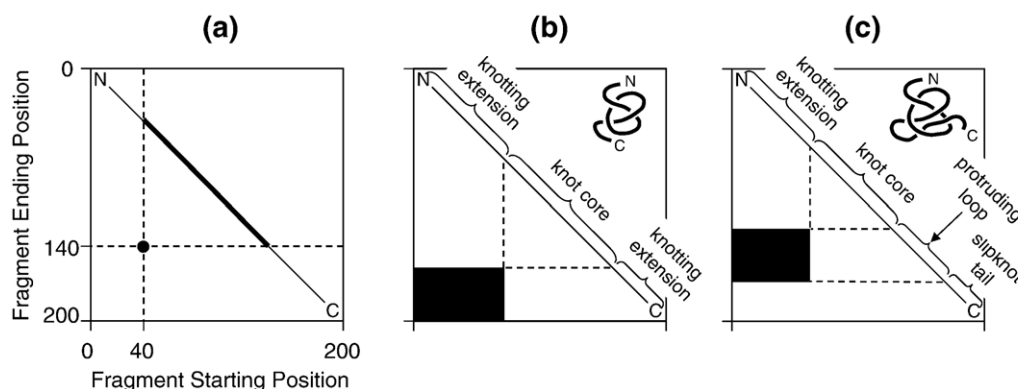 (a)
(b)
(c)
Fragment Ending Position
0
140
200
N
C
0
40
200
Fragment Starting Position
N
knotting
extension
knot core
knotting
extension
C
N
C
N
knotting
extension
knot core
protruding
loop
slipknot
tail
C
N
C